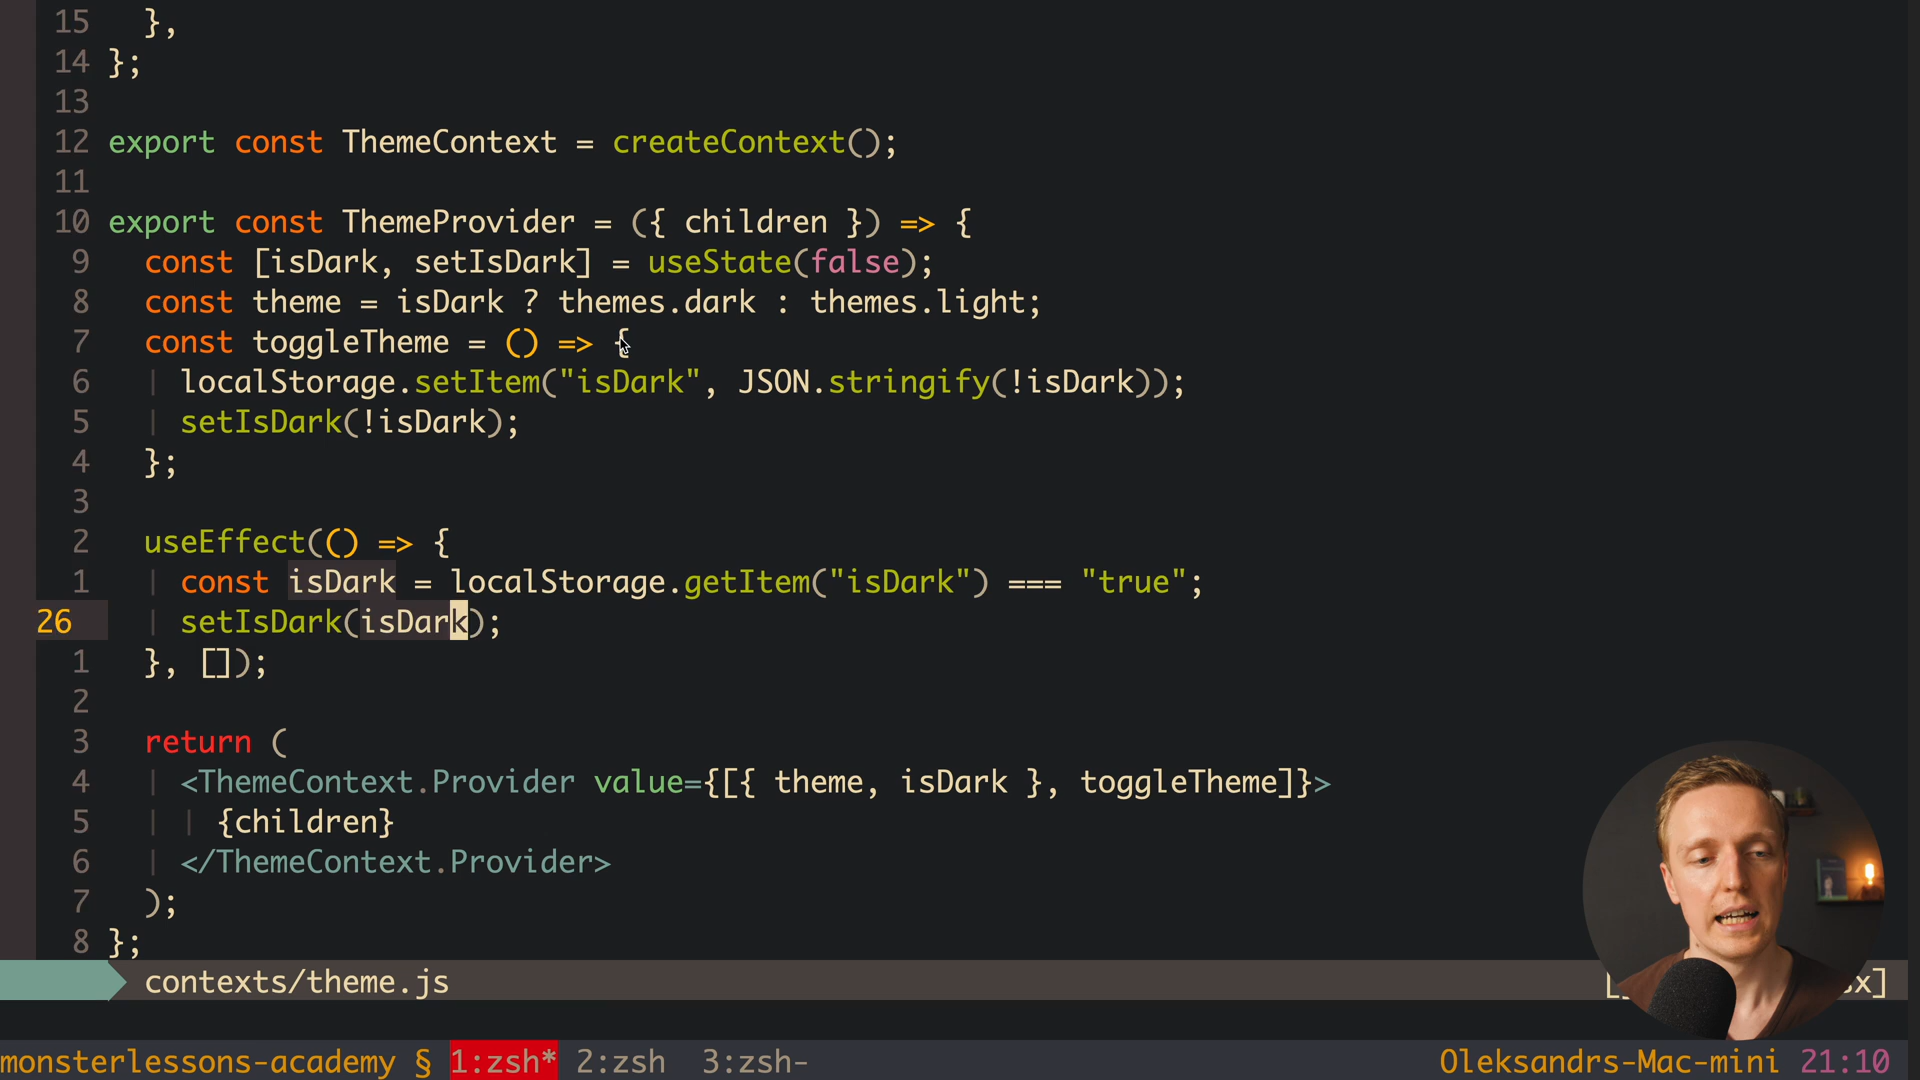 15   },
14 };
13
12 export const ThemeContext = createContext();
11
10 export const ThemeProvider = ({ children }) => {
9   const [isDark, setIsDark] = useState(false);
8   const theme = isDark ? themes.dark : themes.light;
7   const toggleTheme = () => {
6     localStorage.setItem("isDark", JSON.stringify(!isDark));
5     setIsDark(!isDark);
4   };
3
2   useEffect(() => {
1     const isDark = localStorage.getItem("isDark") === "true";
26     setIsDark(isDark);
1   }, []);
2
3   return (
4     <ThemeContext.Provider value={[{ theme, isDark }, toggleTheme]}>
5       {children}
6     </ThemeContext.Provider>
7   );
8 };
contexts/theme.js
monsterlessons-academy § 1:zsh* 2:zsh 3:zsh- Oleksandrs-Mac-mini 21:10